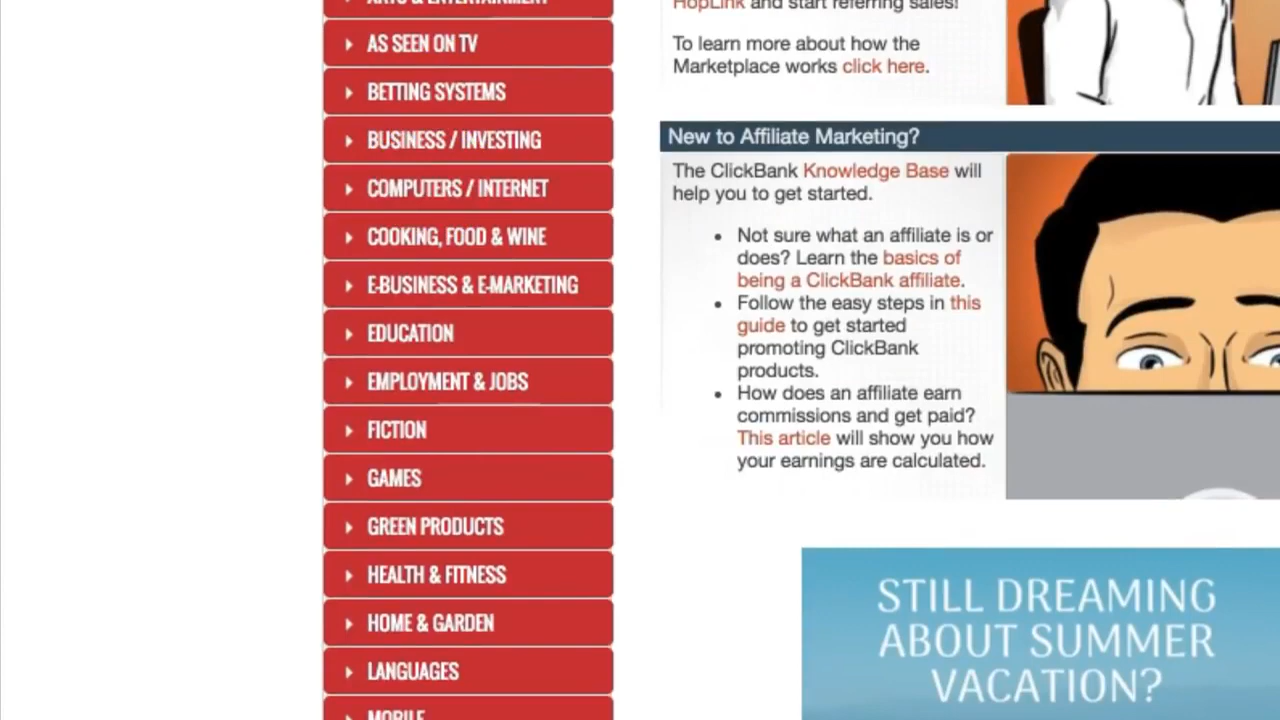 ARTS & ENTERTAINMENT
AS SEEN ON TV
BETTING SYSTEMS
BUSINESS / INVESTING
COMPUTERS / INTERNET
COOKING, FOOD & WINE
E-BUSINESS & E-MARKETING
EDUCATION
EMPLOYMENT & JOBS
FICTION
GAMES
GREEN PRODUCTS
HEALTH & FITNESS
HOME & GARDEN
LANGUAGES
MOBILE
HopLink and start referring sales!
To learn more about how the
Marketplace works click here.
New to Affiliate Marketing?
The ClickBank Knowledge Base will
help you to get started.
• Not sure what an affiliate is or
does? Learn the basics of
being a ClickBank affiliate.
• Follow the easy steps in this
guide to get started
promoting ClickBank
products.
• How does an affiliate earn
commissions and get paid?
This article will show you how
your earnings are calculated.
STILL DREAMING
ABOUT SUMMER
VACATION?